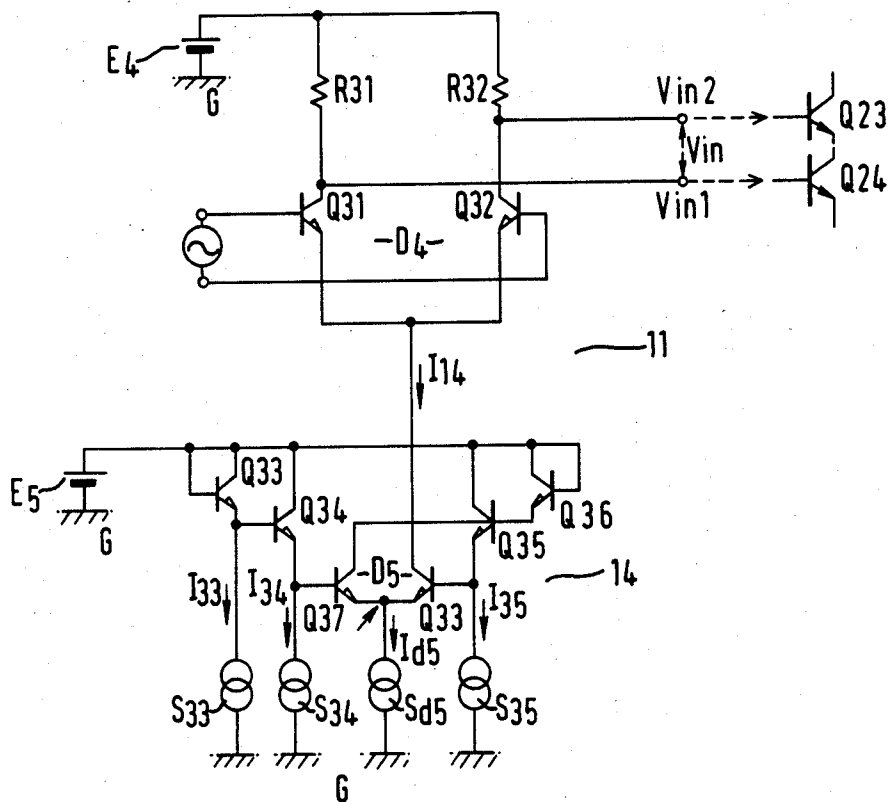 E4
G
R31
R32
Vin2
Q23
Vin
Q24
Vin1
Q31
Q32
-D4-
11
I14
E5
G
Q33
Q34
Q36
Q35
-D5-
14
I33
I34
Q37
Q33
I35
Id5
S33
S34
Sd5
S35
G